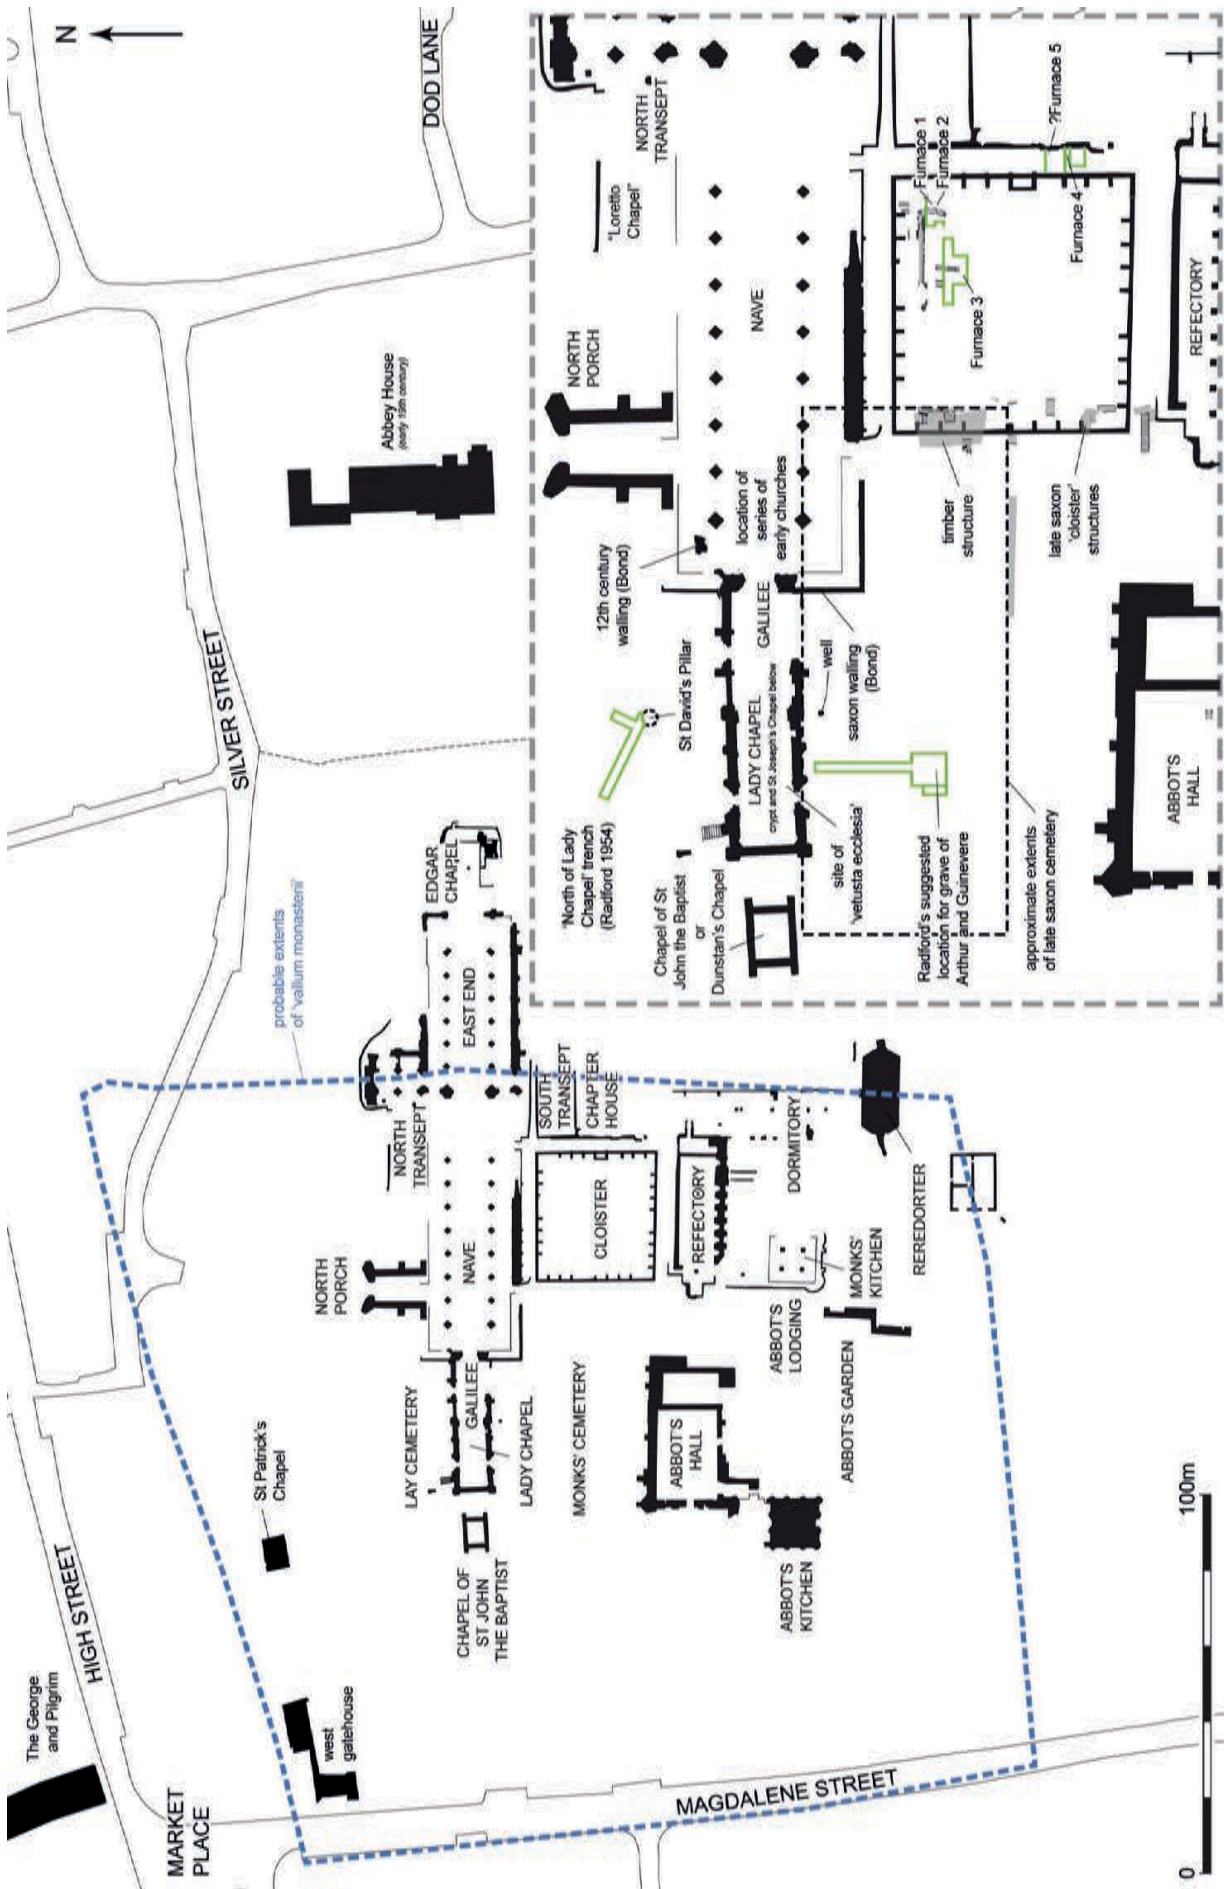 The George
and Pilgrim
HIGH STREET
MARKET
PLACE
west
gatehouse
St Patrick's
Chapel
SILVER STREET
DOD LANE
N
probable extents
of 'vallum monasterii'
Abbey House
(early 19th century)
MAGDALENE STREET
CHAPEL OF
ST JOHN
THE BAPTIST
LAY CEMETERY
GALILEE
LADY CHAPEL
MONKS' CEMETERY
NORTH
PORCH
NAVE
NORTH
TRANSEPT
EAST END
EDGAR
CHAPEL
SOUTH
TRANSEPT
CHAPTER
HOUSE
CLOISTER
REFECTORY
DORMITORY
ABBOT'S
HALL
ABBOT'S
KITCHEN
ABBOT'S
LODGING
MONKS'
KITCHEN
ABBOT'S GARDEN
REREDORTER
0
100m
'North of Lady
Chapel' trench
(Radford 1954)
St David's Pillar
12th century
walling (Bond)
NORTH
PORCH
"Loretto
Chapel"
NORTH
TRANSEPT
Chapel of St
John the Baptist
or
Dunstan's Chapel
LADY CHAPEL
crypt and St Joseph's Chapel below
GALILEE
location of
series of
early churches
NAVE
site of
'vetusta ecclesia'
well
saxon walling
(Bond)
Radford's suggested
location for grave of
Arthur and Guinevere
approximate extents
of late saxon cemetery
timber
structure
late saxon
'cloister'
structures
Furnace 1
Furnace 2
Furnace 3
Furnace 4
?Furnace 5
ABBOT'S
HALL
REFECTORY